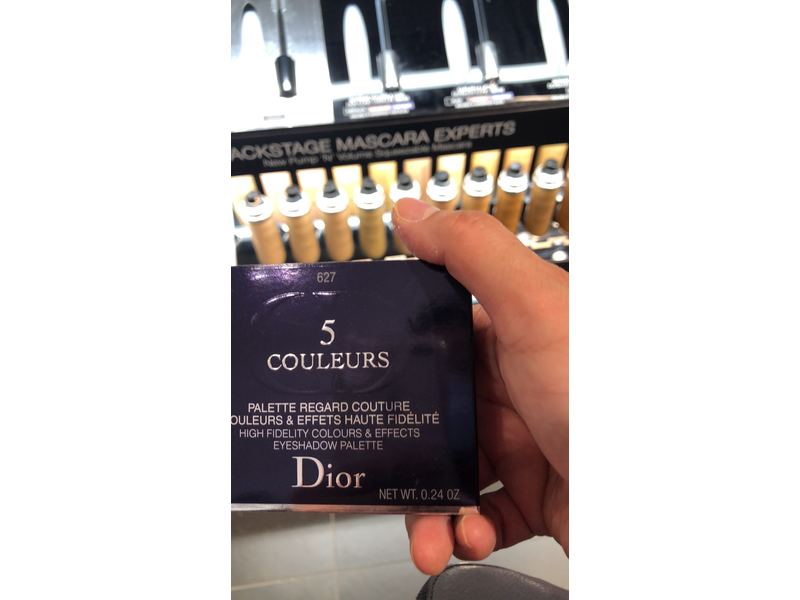 ACKSTAGE MASCARA EXPERTS
New Pump 'N' Volume Squeezable Mascara
627
5
COULEURS
PALETTE REGARD COUTURE
OULEURS & EFFETS HAUTE FIDÉLITÉ
HIGH FIDELITY COLOURS & EFFECTS
EYESHADOW PALETTE
Dior
NET WT. 0.24 OZ